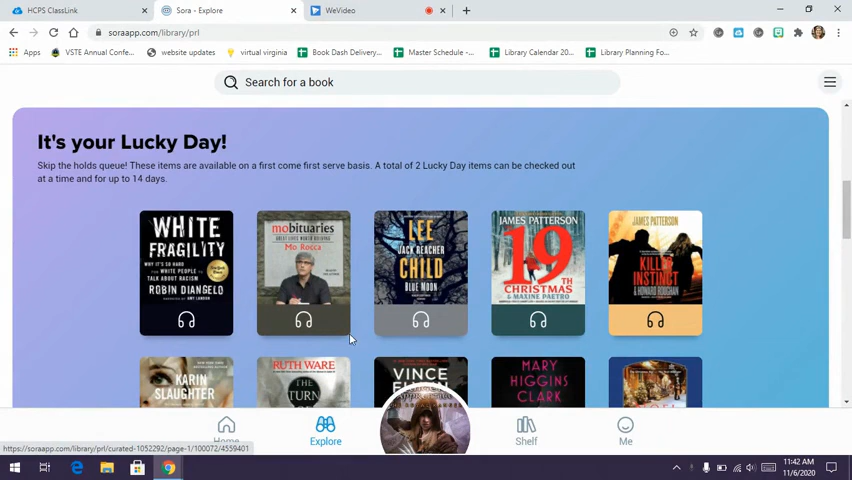 HCPS ClassLink
Sora - Explore
WeVideo
soraapp.com/library/prl
Apps
VSTE Annual Confe...
website updates
virtual virginia
Book Dash Delivery...
Master Schedule -...
Library Calendar 20...
Library Planning Fo...
Search for a book
It's your Lucky Day!
Skip the holds queue! These items are available on a first come first serve basis. A total of 2 Lucky Day items can be checked out
at a time and for up to 14 days.
WHITE
FRAGILITY
WHY IT'S SO HARD
FOR WHITE PEOPLE
TO TALK ABOUT RACISM
ROBIN DIANGELO
mobituaries
GREAT LIVES WORTH RELIVING
MO ROCCA
LEE
JACK REACHER
CHILD
BLUE MOON
JAMES PATTERSON
19TH
CHRISTMAS
& MAXINE PAETRO
JAMES PATTERSON
KILLER
INSTINCT
& HOWARD ROUGHAN
KARIN
SLAUGHTER
RUTH WARE
THE
TURN
OF
VINCE
MARY
HIGGINS
CLARK
Home
Explore
Shelf
Me
https://soraapp.com/library/prl/curated-1052292/page-1/100072/4559401
11:42 AM
11/6/2020